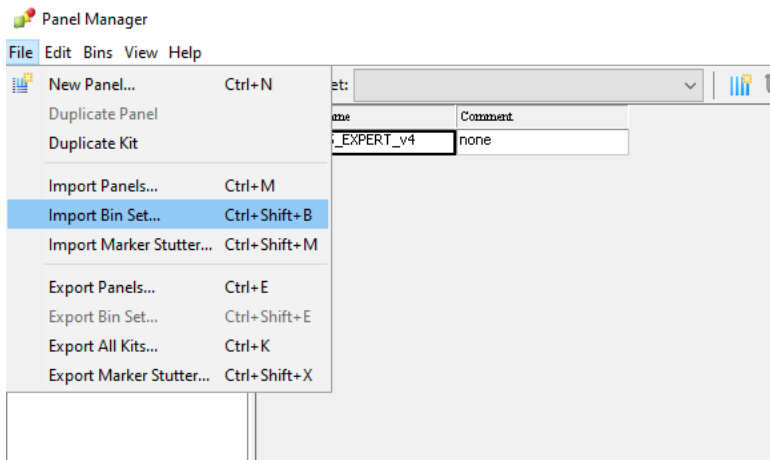 Panel Manager
File Edit Bins View Help
New Panel... Ctrl+N
Duplicate Panel
Duplicate Kit
Import Panels... Ctrl+M
Import Bin Set... Ctrl+Shift+B
Import Marker Stutter... Ctrl+Shift+M
Export Panels... Ctrl+E
Export Bin Set... Ctrl+Shift+E
Export All Kits... Ctrl+K
Export Marker Stutter... Ctrl+Shift+X
et:
ame Comment
_EXPERT_v4 none